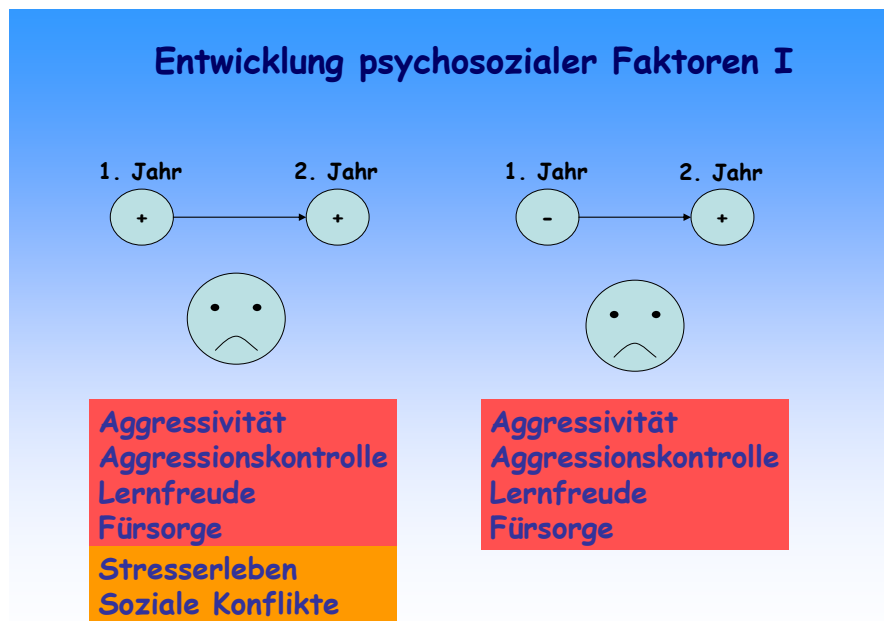 Entwicklung psychosozialer Faktoren I
1. Jahr
2. Jahr
+
+
Aggressivität
Aggressionskontrolle
Lernfreude
Fürsorge
Stresserleben
Soziale Konflikte
1. Jahr
2. Jahr
-
+
Aggressivität
Aggressionskontrolle
Lernfreude
Fürsorge